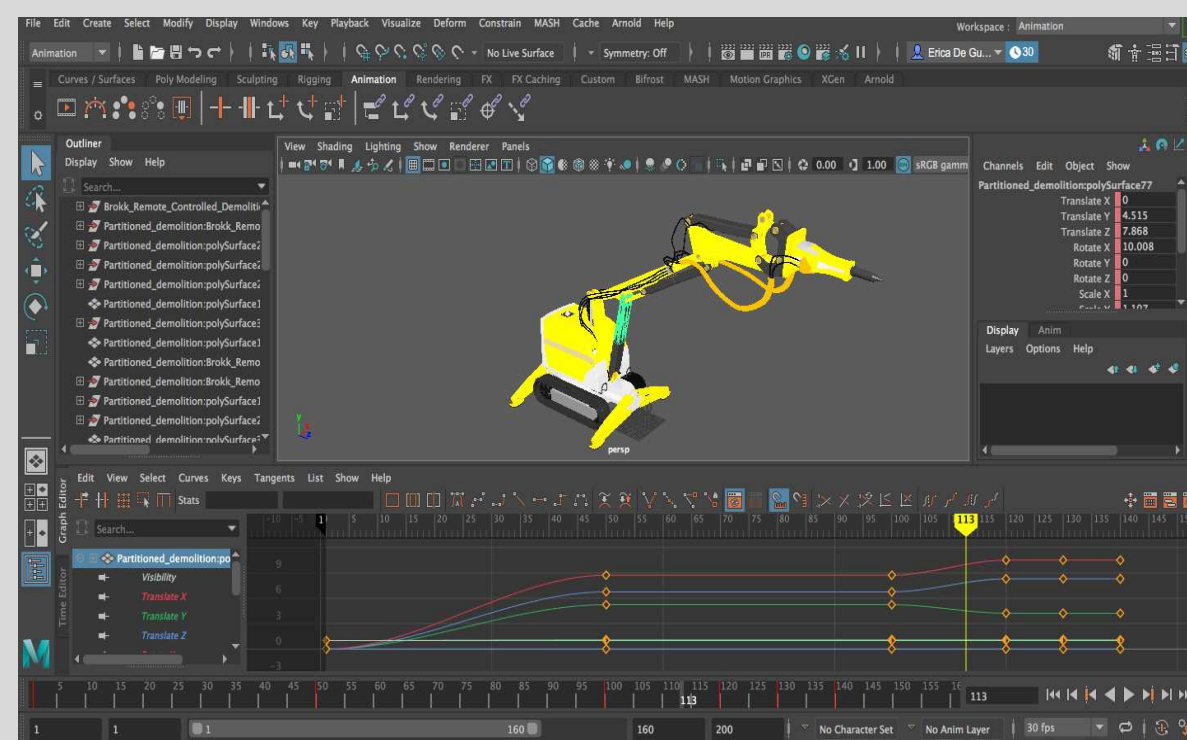 File Edit Create Select Modify Display Windows Key Playback Visualize Deform Constrain MASH Cache Arnold Help
Workspace : Animation
Animation No Live Surface Symmetry: Off Erica De Gu... 30
Curves / Surfaces Poly Modeling Sculpting Rigging Animation Rendering FX FX Caching Custom Bifrost MASH Motion Graphics XGen Arnold
Outliner
Display Show Help
Search...
Brokk_Remote_Controlled_Demoliti
Partitioned_demolition:Brokk_Remo
Partitioned_demolition:polySurface2
Partitioned_demolition:polySurface2
Partitioned_demolition:polySurface2
Partitioned_demolition:polySurface1
Partitioned_demolition:polySurface3
Partitioned_demolition:polySurface1
Partitioned_demolition:Brokk_Remo
Partitioned_demolition:Brokk_Remo
Partitioned_demolition:polySurface1
Partitioned_demolition:polySurface2
Partitioned_demolition:polySurface
View Shading Lighting Show Renderer Panels
0.00 1.00 sRGB gamm
persp
Channels Edit Object Show
Partitioned_demolition:polySurface77
Translate X 0
Translate Y 4.515
Translate Z 7.868
Rotate X 10.008
Rotate Y 0
Rotate Z 0
Scale X 1
Scale Y 1.107
Display Anim
Layers Options Help
Graph Editor
Time Editor
Edit View Select Curves Keys Tangents List Show Help
Stats
Search...
Partitioned_demolition:po
Visibility
Translate X
Translate Y
Translate Z
-10 -5 1 5 10 15 20 25 30 35 40 45 50 55 60 65 70 75 80 85 90 95 100 105 113 115 120 125 130 135 140 145
9
6
3
0
-3
5 10 15 20 25 30 35 40 45 50 55 60 65 70 75 80 85 90 95 100 105 110 115 120 125 130 135 140 145 150 155 16
113
113
1 1 1 160 160 200 No Character Set No Anim Layer 30 fps